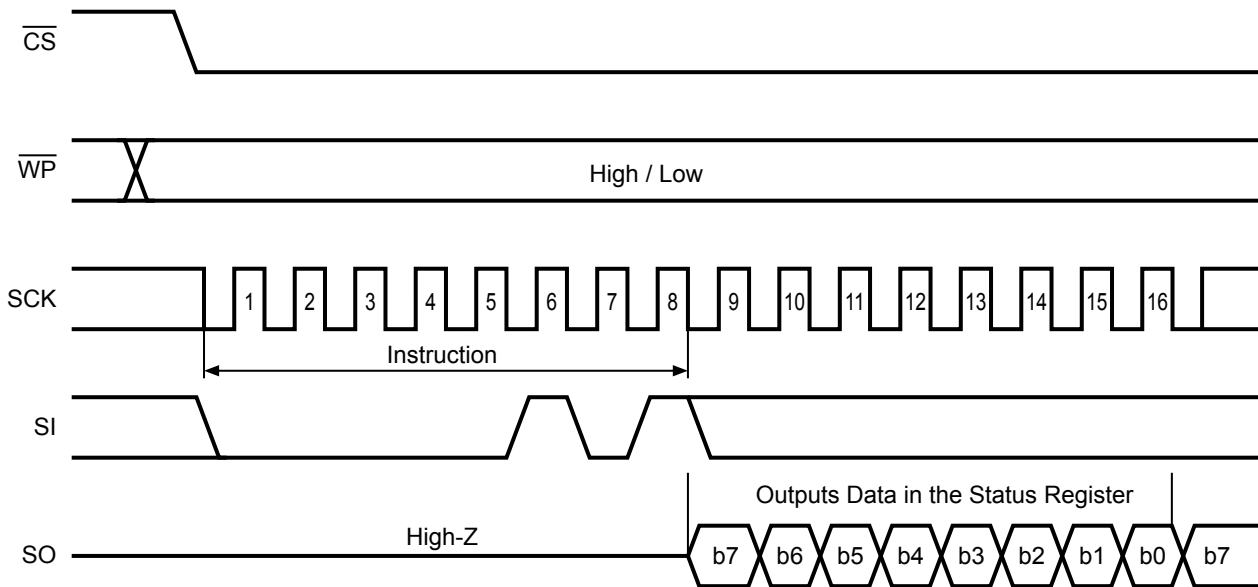 CS
WP
High / Low
SCK
1 2 3 4 5 6 7 8 9 10 11 12 13 14 15 16
Instruction
SI
Outputs Data in the Status Register
High-Z
SO
b7 b6 b5 b4 b3 b2 b1 b0 b7